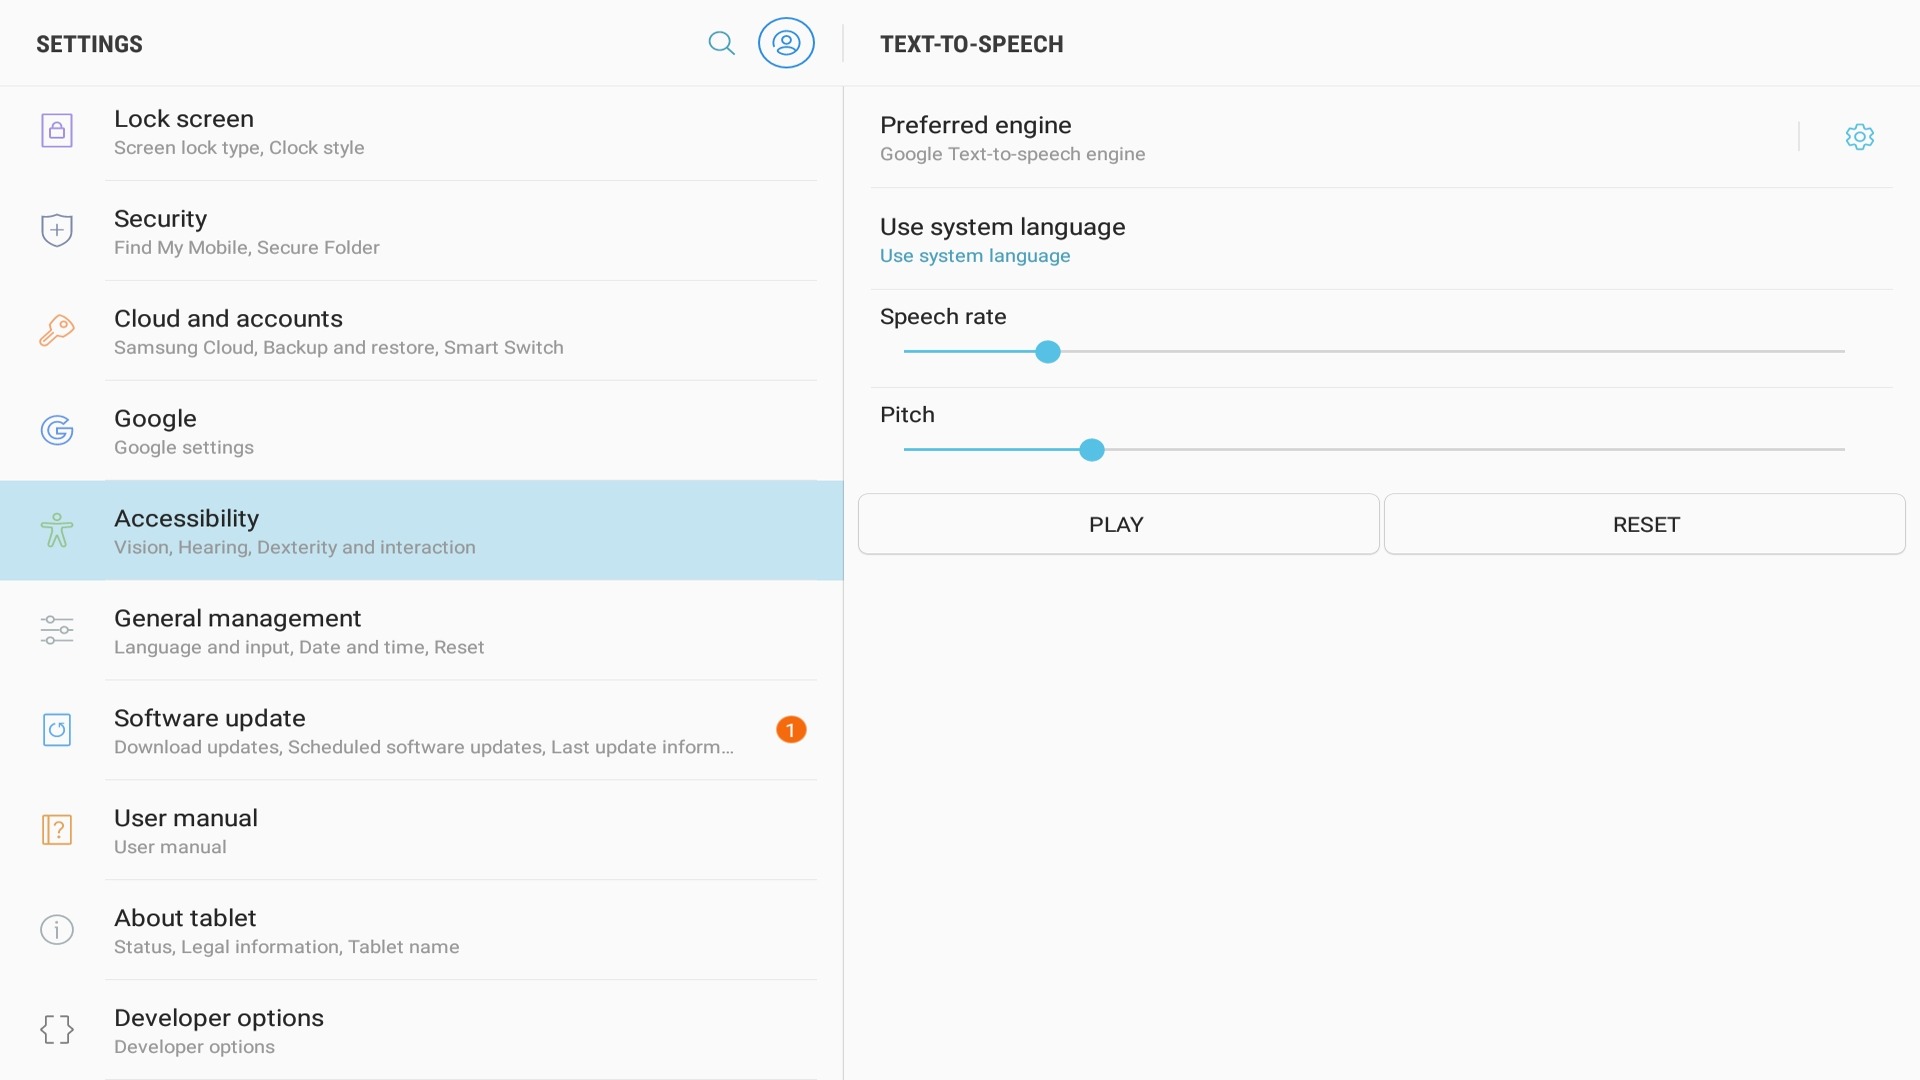 SETTINGS
Lock screen
Screen lock type, Clock style
Security
Find My Mobile, Secure Folder
Cloud and accounts
Samsung Cloud, Backup and restore, Smart Switch
Google
Google settings
Accessibility
Vision, Hearing, Dexterity and interaction
General management
Language and input, Date and time, Reset
Software update
Download updates, Scheduled software updates, Last update inform...
1
User manual
User manual
About tablet
Status, Legal information, Tablet name
Developer options
Developer options
TEXT-TO-SPEECH
Preferred engine
Google Text-to-speech engine
Use system language
Use system language
Speech rate
Pitch
PLAY
RESET